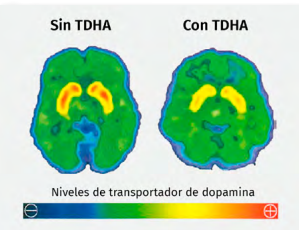 Sin TDHA
Con TDHA
Niveles de transportador de dopamina